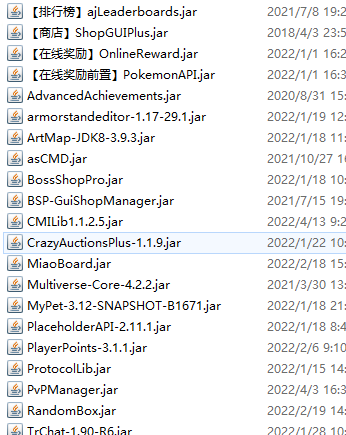 【排行榜】ajLeaderboards.jar 2021/7/8 19:2
【商店】ShopGUIPlus.jar 2018/4/3 23:5
【在线奖励】OnlineReward.jar 2022/1/1 16:2
【在线奖励前置】PokemonAPI.jar 2022/1/1 16:2
AdvancedAchievements.jar 2020/8/31 15:
armorstandeditor-1.17-29.1.jar 2022/1/19 12:
ArtMap-JDK8-3.9.3.jar 2022/1/18 11:
asCMD.jar 2021/10/27 16
BossShopPro.jar 2022/1/18 10:
BSP-GuiShopManager.jar 2021/7/15 19:
CMILib1.1.2.5.jar 2022/4/13 9:2
CrazyAuctionsPlus-1.1.9.jar 2022/1/22 10:
MiaoBoard.jar 2022/2/18 15:
Multiverse-Core-4.2.2.jar 2021/3/30 13:
MyPet-3.12-SNAPSHOT-B1671.jar 2022/1/18 21:
PlaceholderAPI-2.11.1.jar 2022/1/18 8:4
PlayerPoints-3.1.1.jar 2022/2/6 9:10
ProtocolLib.jar 2022/1/15 14:
PvPManager.jar 2022/4/3 16:3
RandomBox.jar 2022/2/19 14:
TrChat-1.90-R6.jar 2022/1/28 10: